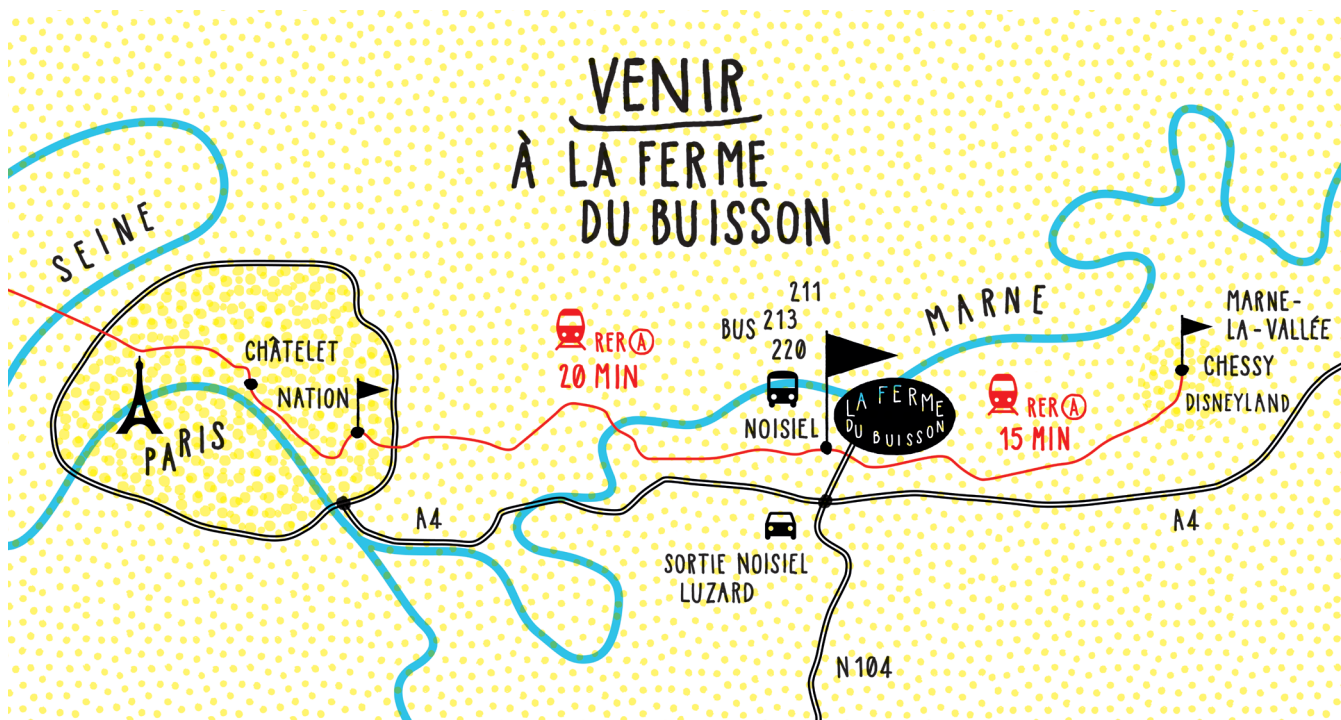 VENIR
À LA FERME
DU BUISSON
SEINE
CHÂTELET
NATION
PARIS
RER A
20 MIN
211
BUS 213
220
NOISIEL
LA FERME
DU BUISSON
MARNE
RER A
15 MIN
MARNE-
LA-VALLÉE
CHESSY
DISNEYLAND
A4
SORTIE NOISIEL
LUZARD
A4
N104